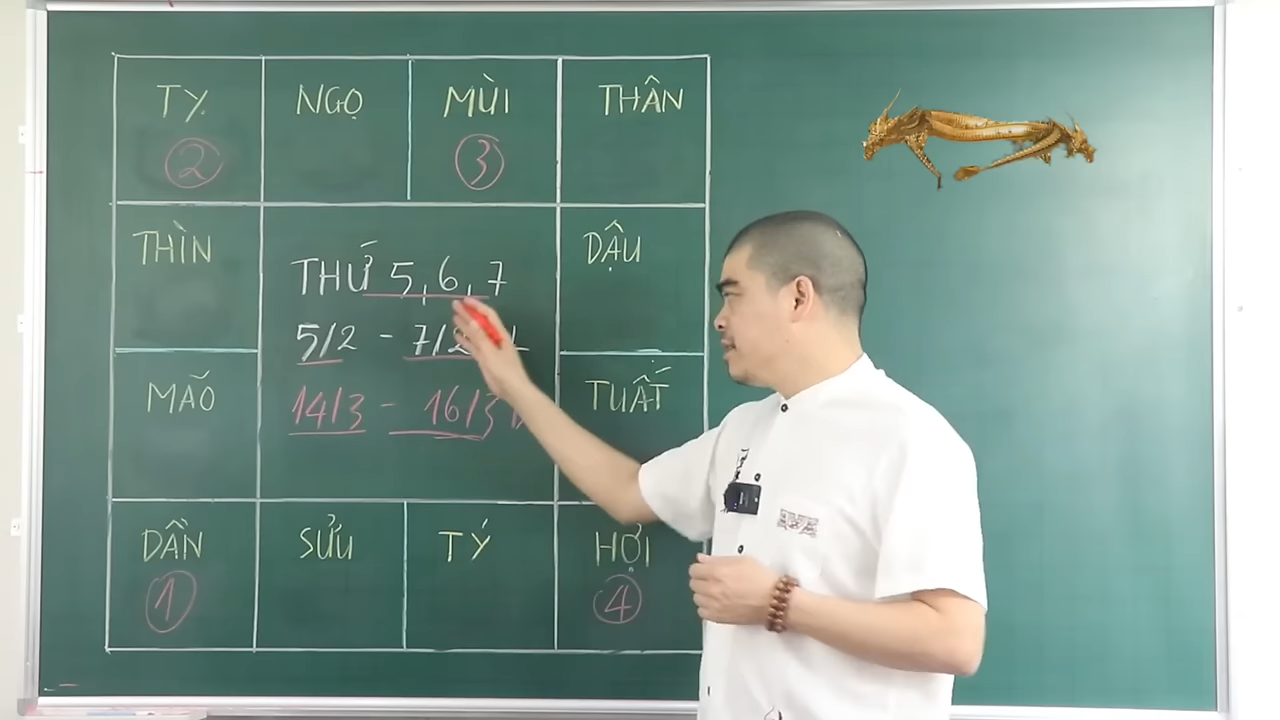 TỴ NGỌ MÙI THÂN
2 3
THÌN DẬU
THỨ 5, 6, 7
5/2 - 7/2
MÃO TUẤT
14/3 - 16/3
DẦN SỬU TÝ HỢI
1 4